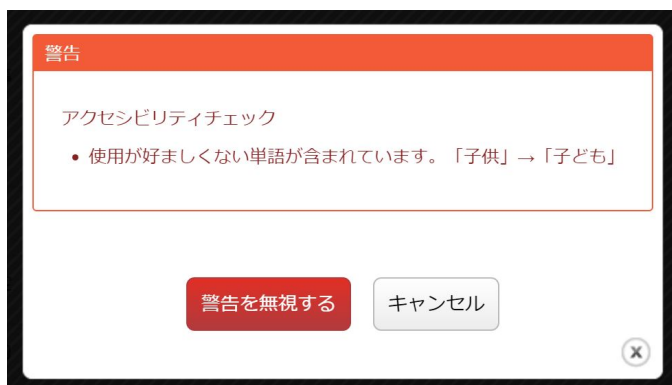 警告
アクセシビリティチェック
• 使用が好ましくない単語が含まれています。「子供」→「子ども」
警告を無視する
キャンセル
x